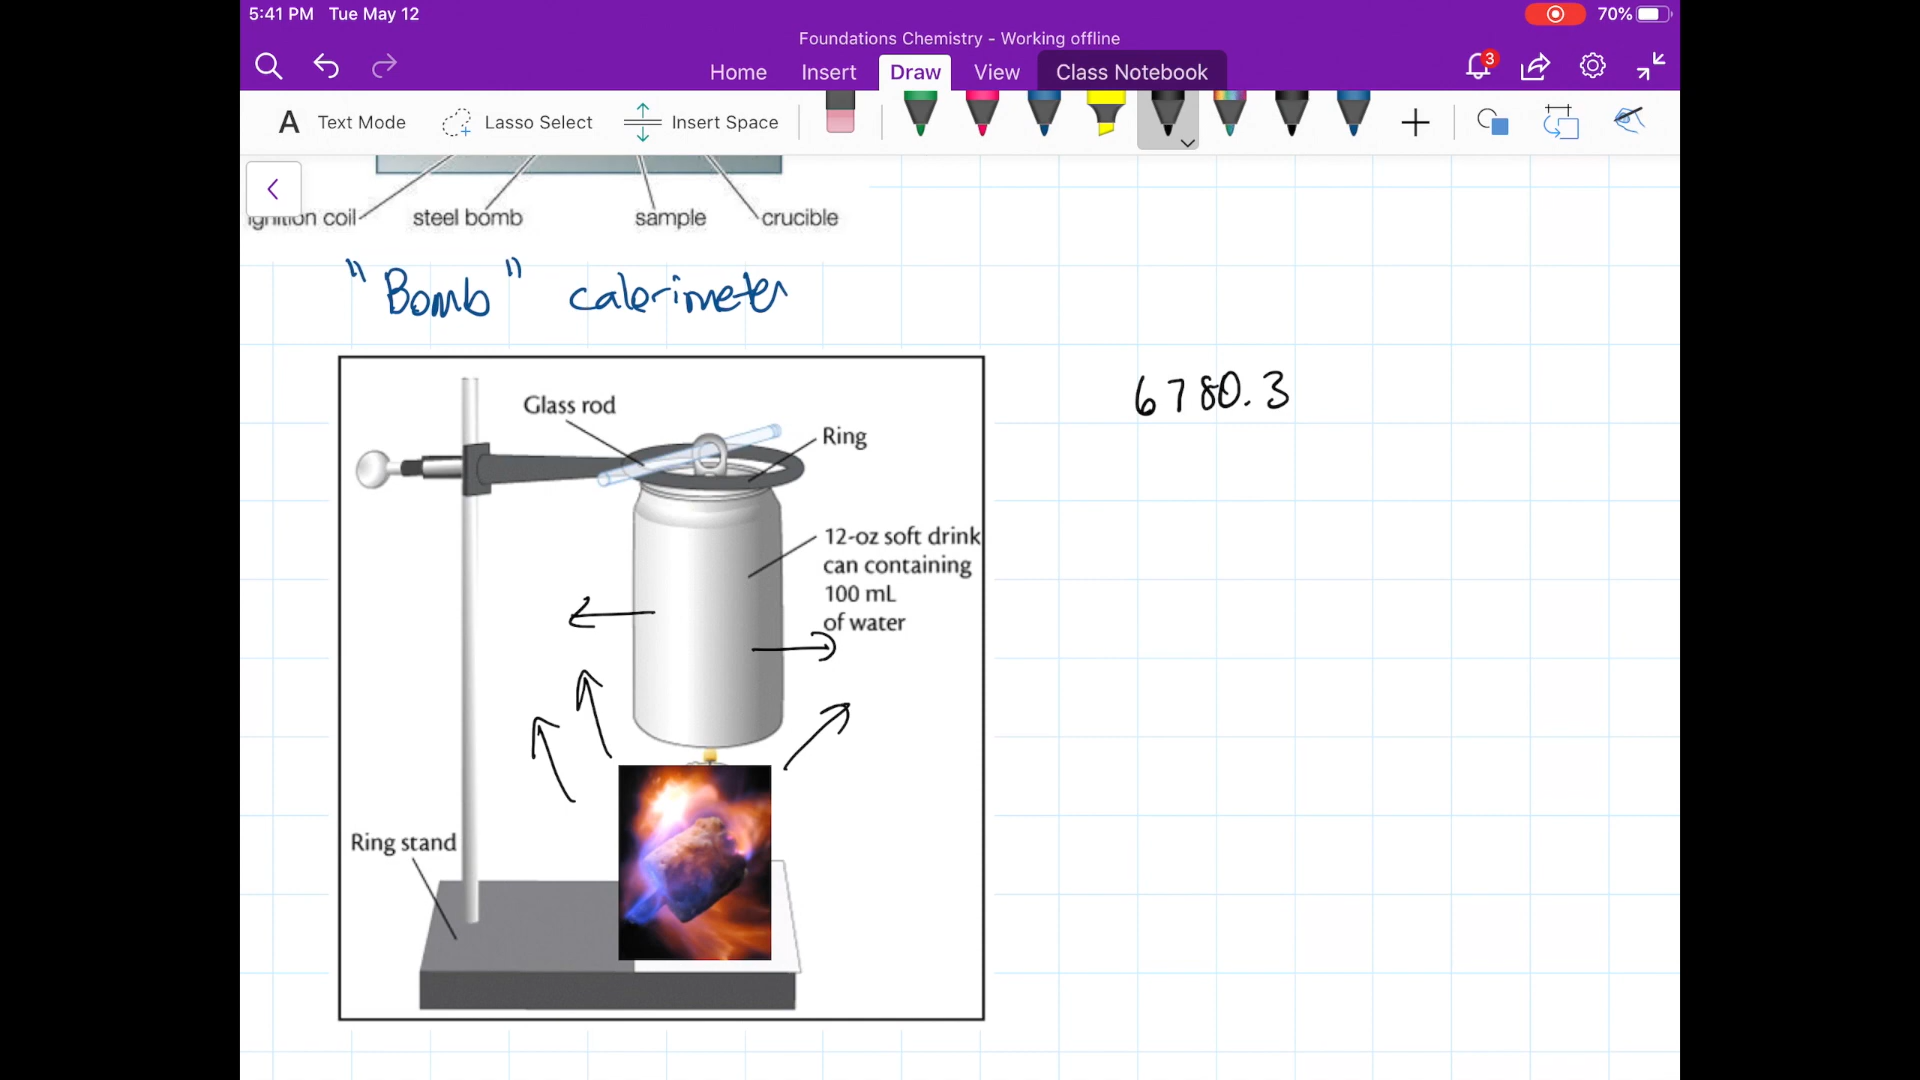 5:41 PM Tue May 12
70%
Foundations Chemistry - Working offline
Home Insert Draw View Class Notebook
3
A Text Mode Lasso Select Insert Space
ignition coil steel bomb sample crucible
"Bomb" calorimeter
6780.3
Glass rod
Ring
12-oz soft drink
can containing
100 mL
of water
Ring stand